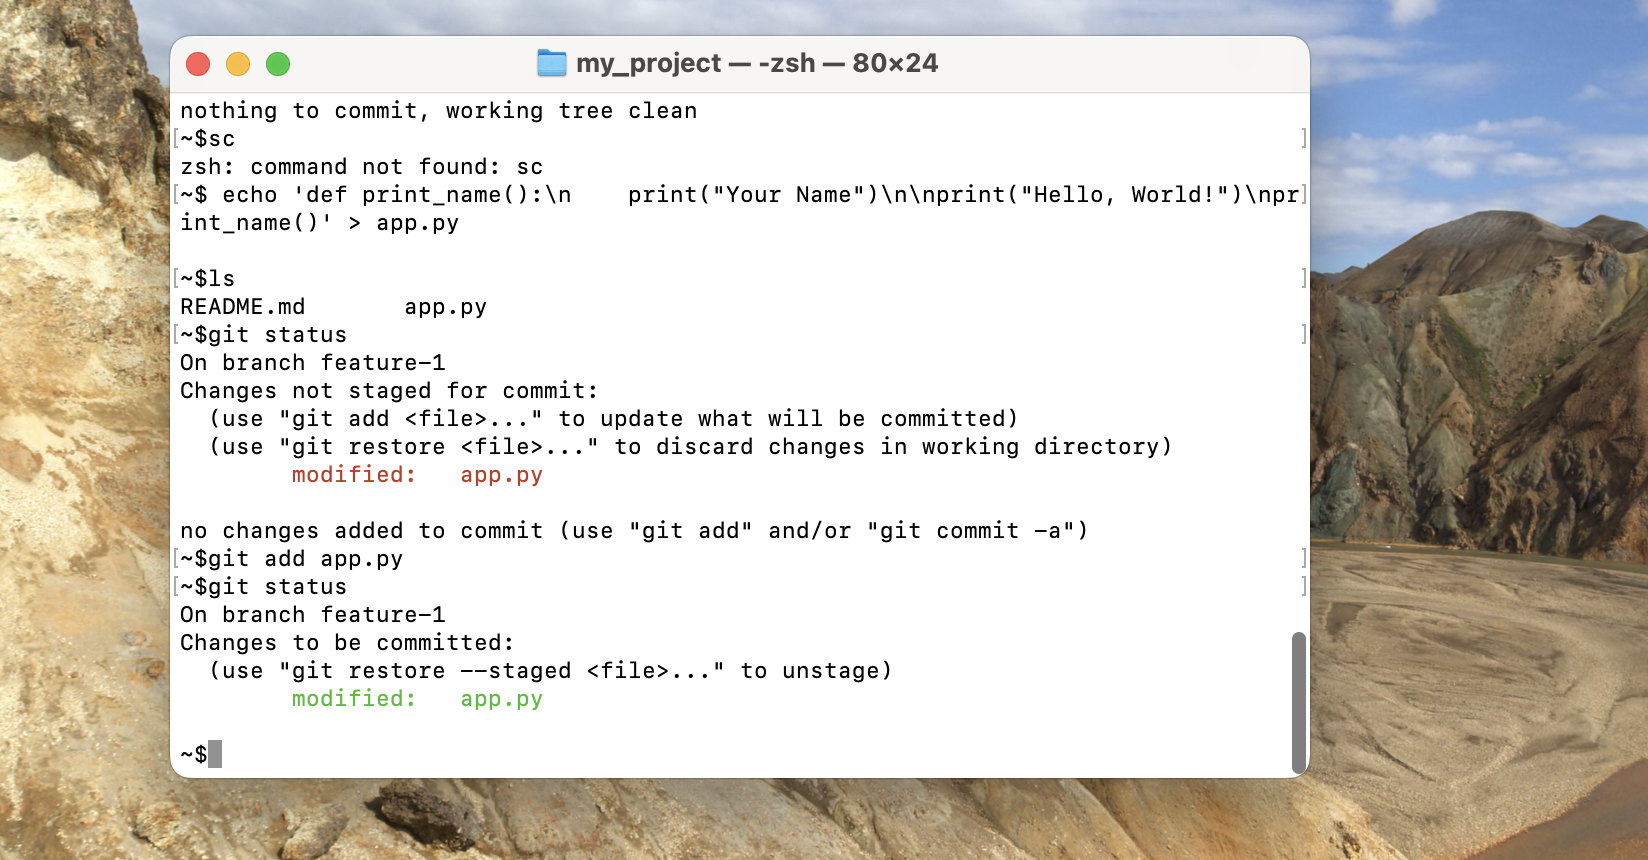 my_project — -zsh — 80×24
nothing to commit, working tree clean
[~$sc ]
zsh: command not found: sc
[~$ echo 'def print_name():\n    print("Your Name")\n\nprint("Hello, World!")\npr]
int_name()' > app.py
[~$ls ]
README.md       app.py
[~$git status ]
On branch feature-1
Changes not staged for commit:
  (use "git add <file>..." to update what will be committed)
  (use "git restore <file>..." to discard changes in working directory)
        modified:   app.py
no changes added to commit (use "git add" and/or "git commit -a")
[~$git add app.py ]
[~$git status ]
On branch feature-1
Changes to be committed:
  (use "git restore --staged <file>..." to unstage)
        modified:   app.py
~$